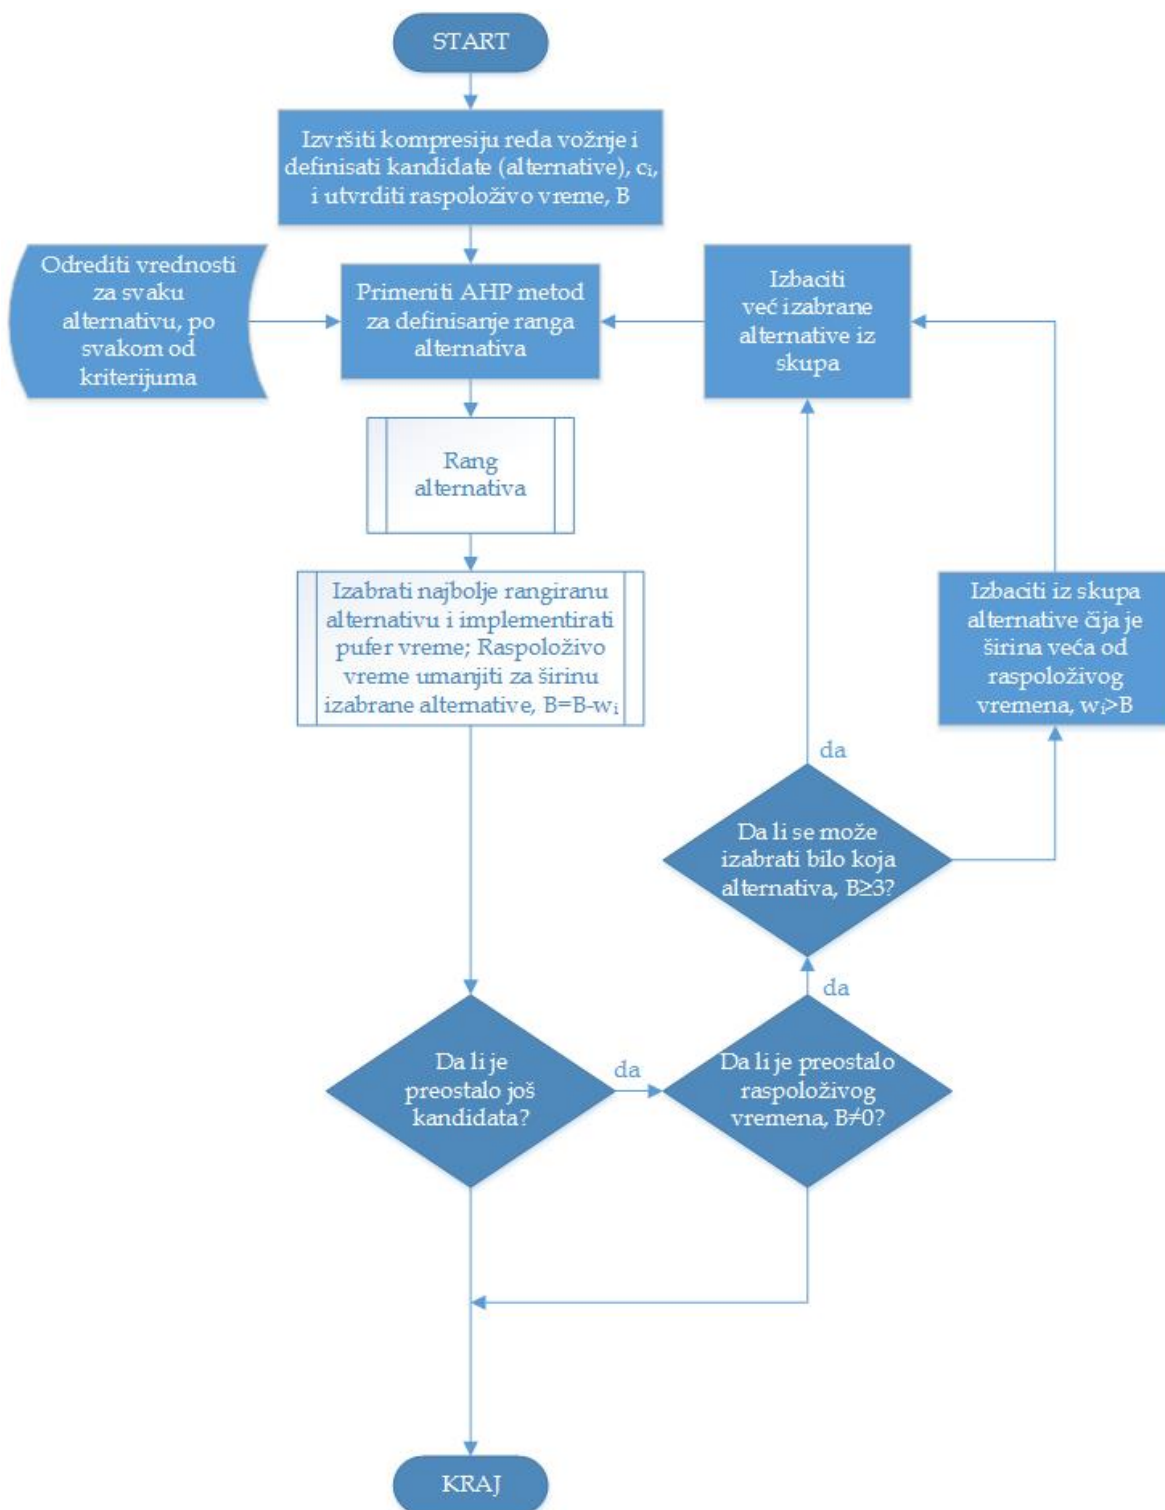 START
Izvršiti kompresiju reda vožnje i
definisati kandidate (alternative), cᵢ,
i utvrditi raspoloživo vreme, B
Odrediti vrednosti
za svaku
alternativu, po
svakom od
kriterijuma
Primeniti AHP metod
za definisanje ranga
alternativa
Izbaciti
već izabrane
alternative iz
skupa
Rang
alternativa
Izabrati najbolje rangiranu
alternativu i implementirati
pufer vreme; Raspoloživo
vreme umanjiti za širinu
izabrane alternative, B=B-wᵢ
Izbaciti iz skupa
alternative čija je
širina veća od
raspoloživog
vremena, wᵢ>B
da
Da li se može
izabrati bilo koja
alternativa, B≥3?
da
Da li je
preostalo još
kandidata?
da
Da li je preostalo
raspoloživog
vremena, B≠0?
KRAJ